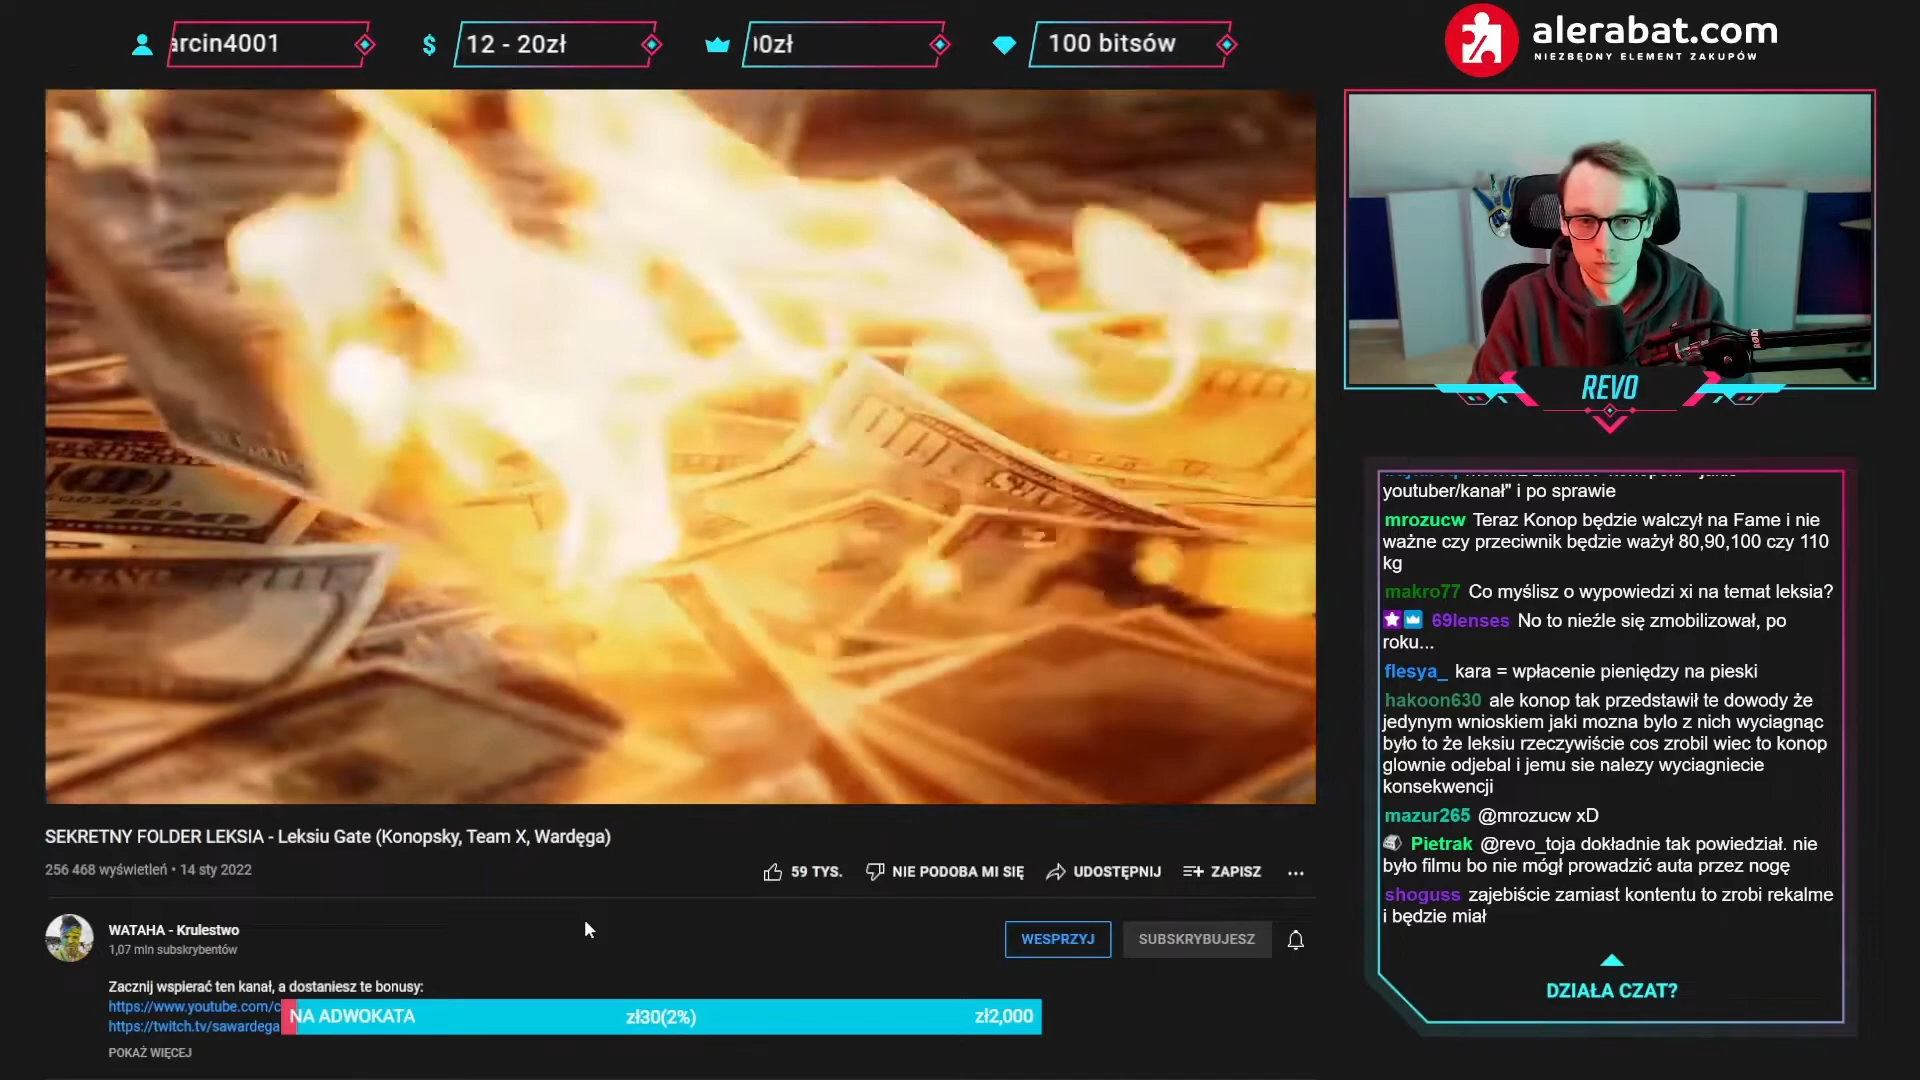 arcin4001
$ 12 - 20zł
0zł
100 bitsów
alerabat.com
NIEZBĘDNY ELEMENT ZAKUPÓW
REVO
youtuber/kanał" i po sprawie
mrozucw Teraz Konop będzie walczył na Fame i nie
ważne czy przeciwnik będzie ważył 80,90,100 czy 110
kg
makro77 Co myślisz o wypowiedzi xi na temat leksia?
69lenses No to nieźle się zmobilizował, po
roku...
flesya_ kara = wpłacenie pieniędzy na pieski
hakoon630 ale konop tak przedstawił te dowody że
jedynym wnioskiem jaki mozna bylo z nich wyciagnąc
było to że leksiu rzeczywiście cos zrobil wiec to konop
glownie odjebal i jemu sie nalezy wyciagniecie
konsekwencji
mazur265 @mrozucw xD
Pietrak @revo_toja dokładnie tak powiedział. nie
było filmu bo nie mógł prowadzić auta przez nogę
shoguss zajebiście zamiast kontentu to zrobi rekalme
i będzie miał
DZIAŁA CZAT?
SEKRETNY FOLDER LEKSIA - Leksiu Gate (Konopsky, Team X, Wardęga)
256 468 wyświetleń • 14 sty 2022
59 TYS. NIE PODOBA MI SIĘ UDOSTĘPNIJ ZAPISZ
WATAHA - Krulestwo
1,07 mln subskrybentów
WESPRZYJ SUBSKRYBUJESZ
Zacznij wspierać ten kanał, a dostaniesz te bonusy:
https://www.youtube.com/c
https://twitch.tv/sawardega
NA ADWOKATA zł30(2%) zł2,000
POKAŻ WIĘCEJ